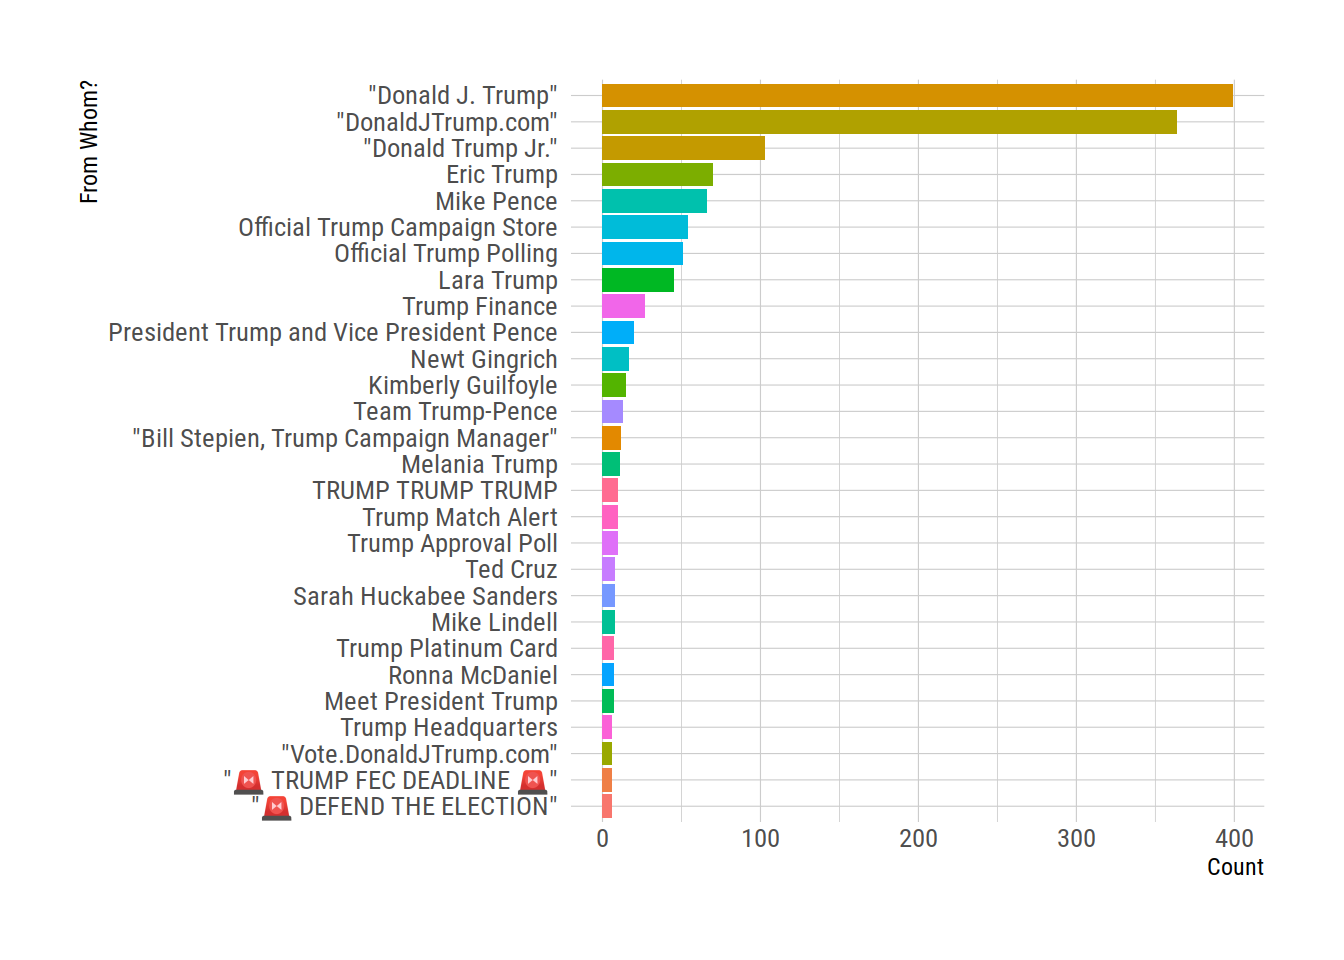 From Whom?
"Donald J. Trump"
"DonaldJTrump.com"
"Donald Trump Jr."
Eric Trump
Mike Pence
Official Trump Campaign Store
Official Trump Polling
Lara Trump
Trump Finance
President Trump and Vice President Pence
Newt Gingrich
Kimberly Guilfoyle
Team Trump-Pence
"Bill Stepien, Trump Campaign Manager"
Melania Trump
TRUMP TRUMP TRUMP
Trump Match Alert
Trump Approval Poll
Ted Cruz
Sarah Huckabee Sanders
Mike Lindell
Trump Platinum Card
Ronna McDaniel
Meet President Trump
Trump Headquarters
"Vote.DonaldJTrump.com"
"🚨 TRUMP FEC DEADLINE 🚨"
"🚨 DEFEND THE ELECTION"
0 100 200 300 400
Count